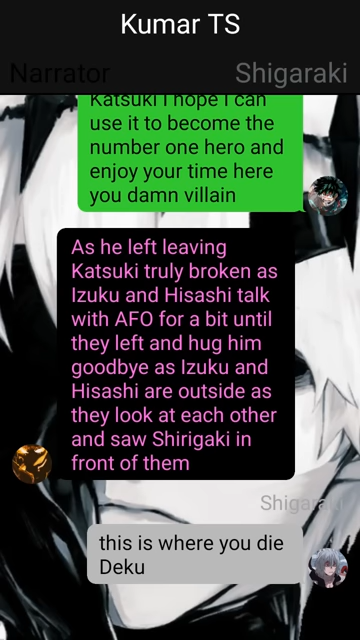 Kumar TS
Narrator
Shigaraki
Katsuki I hope I can
use it to become the
number one hero and
enjoy your time here
you damn villain
As he left leaving
Katsuki truly broken as
Izuku and Hisashi talk
with AFO for a bit until
they left and hug him
goodbye as Izuku and
Hisashi are outside as
they look at each other
and saw Shirigaki in
front of them
Shigaraki
this is where you die
Deku